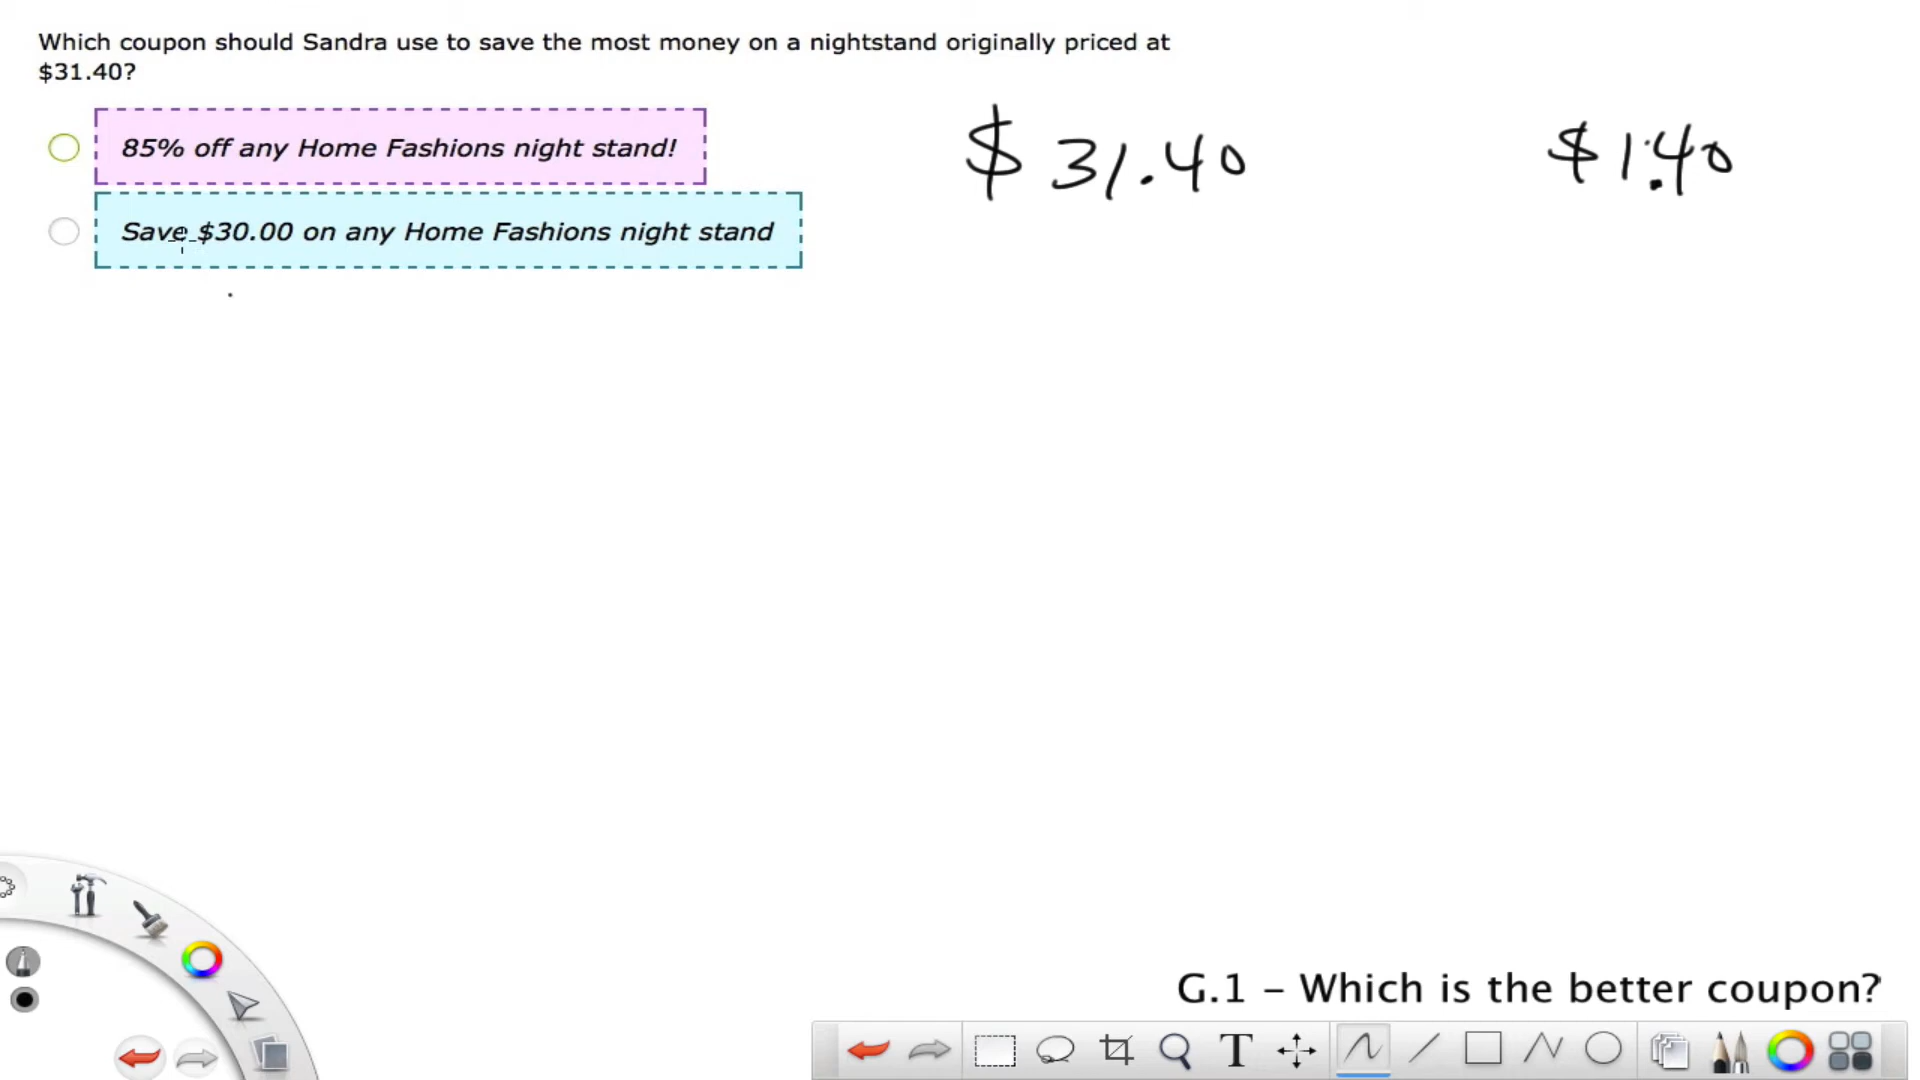 Which coupon should Sandra use to save the most money on a nightstand originally priced at
$31.40?
85% off any Home Fashions night stand!
$ 31.40
$ 1.40
Save $30.00 on any Home Fashions night stand
G.1 – Which is the better coupon?
T